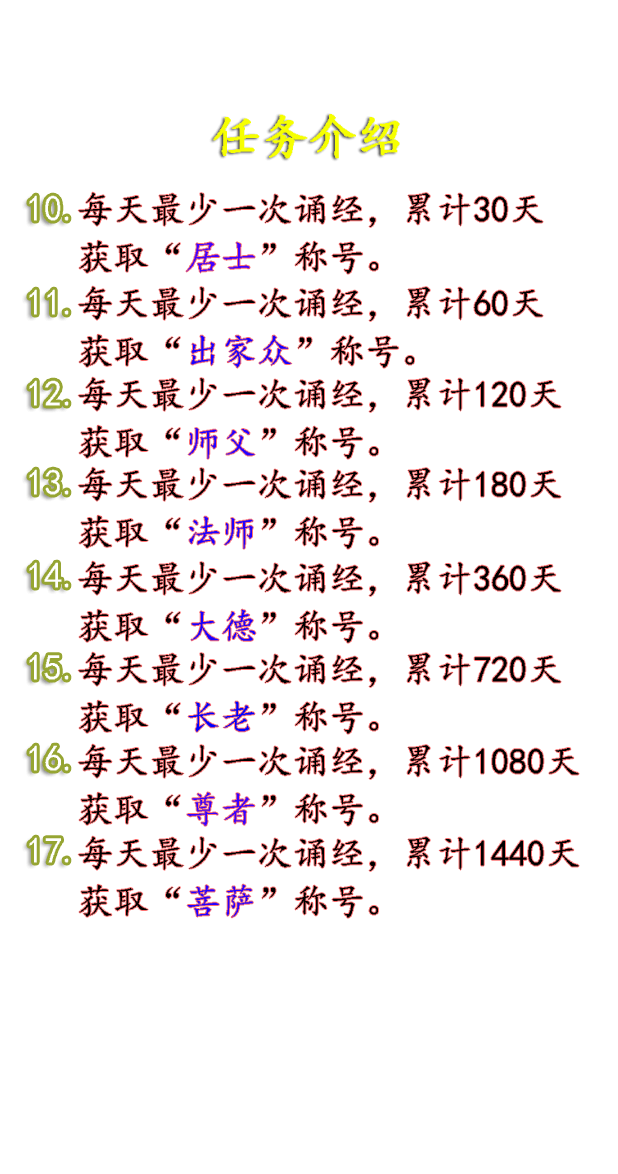 任务介绍
10.每天最少一次诵经，累计30天
获取“居士”称号。
11.每天最少一次诵经，累计60天
获取“出家众”称号。
12.每天最少一次诵经，累计120天
获取“师父”称号。
13.每天最少一次诵经，累计180天
获取“法师”称号。
14.每天最少一次诵经，累计360天
获取“大德”称号。
15.每天最少一次诵经，累计720天
获取“长老”称号。
16.每天最少一次诵经，累计1080天
获取“尊者”称号。
17.每天最少一次诵经，累计1440天
获取“菩萨”称号。